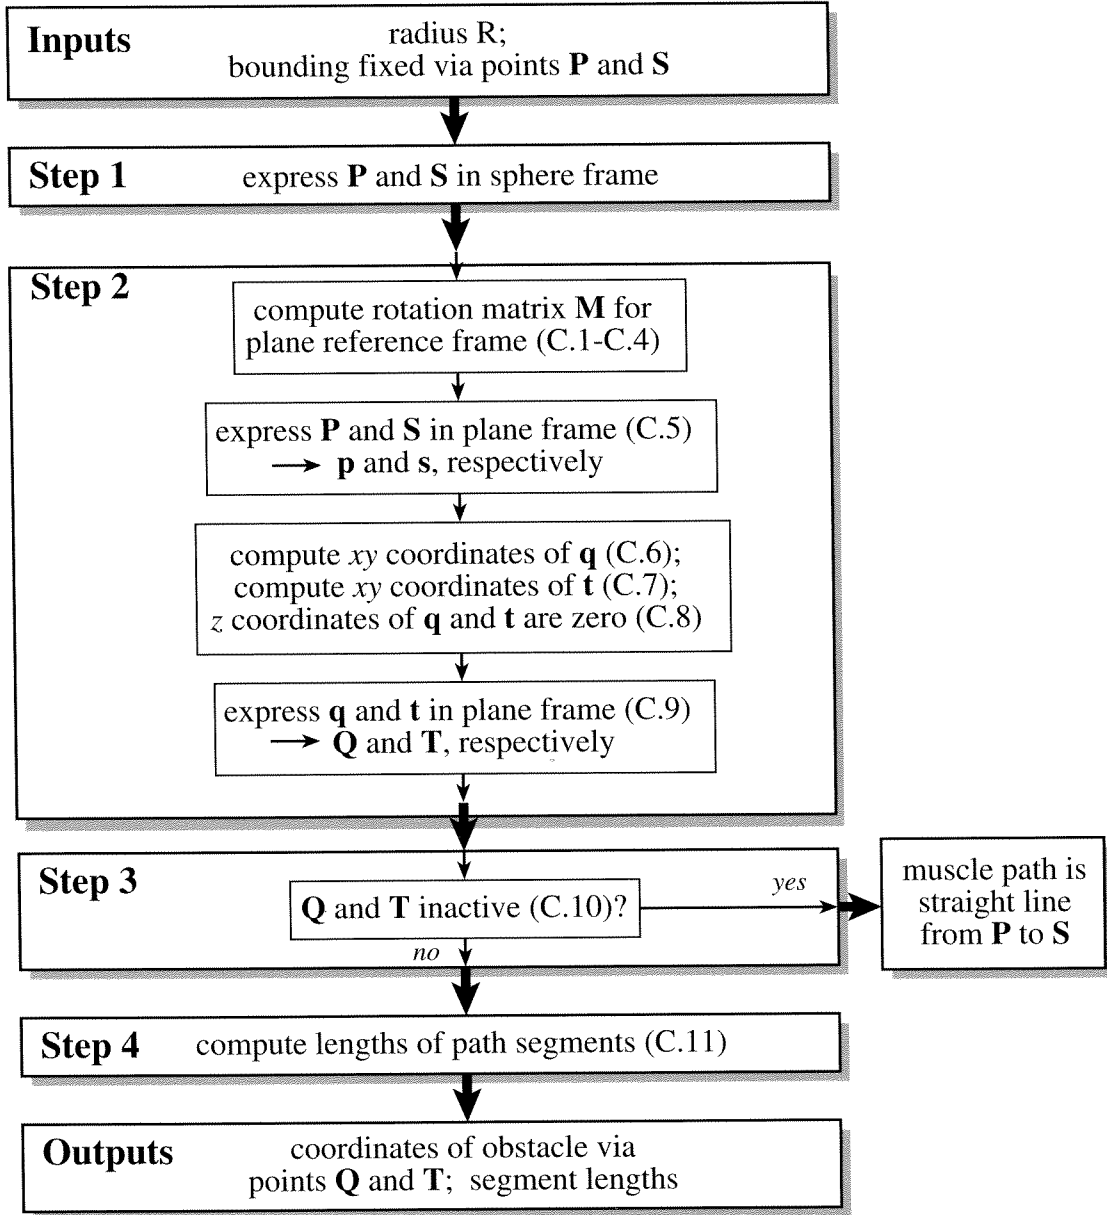 Inputs
radius R;
bounding fixed via points P and S
Step 1
express P and S in sphere frame
Step 2
compute rotation matrix M for
plane reference frame (C.1-C.4)
express P and S in plane frame (C.5)
→ p and s, respectively
compute xy coordinates of q (C.6);
compute xy coordinates of t (C.7);
z coordinates of q and t are zero (C.8)
express q and t in plane frame (C.9)
→ Q and T, respectively
Step 3
Q and T inactive (C.10)?
yes
no
muscle path is
straight line
from P to S
Step 4
compute lengths of path segments (C.11)
Outputs
coordinates of obstacle via
points Q and T; segment lengths